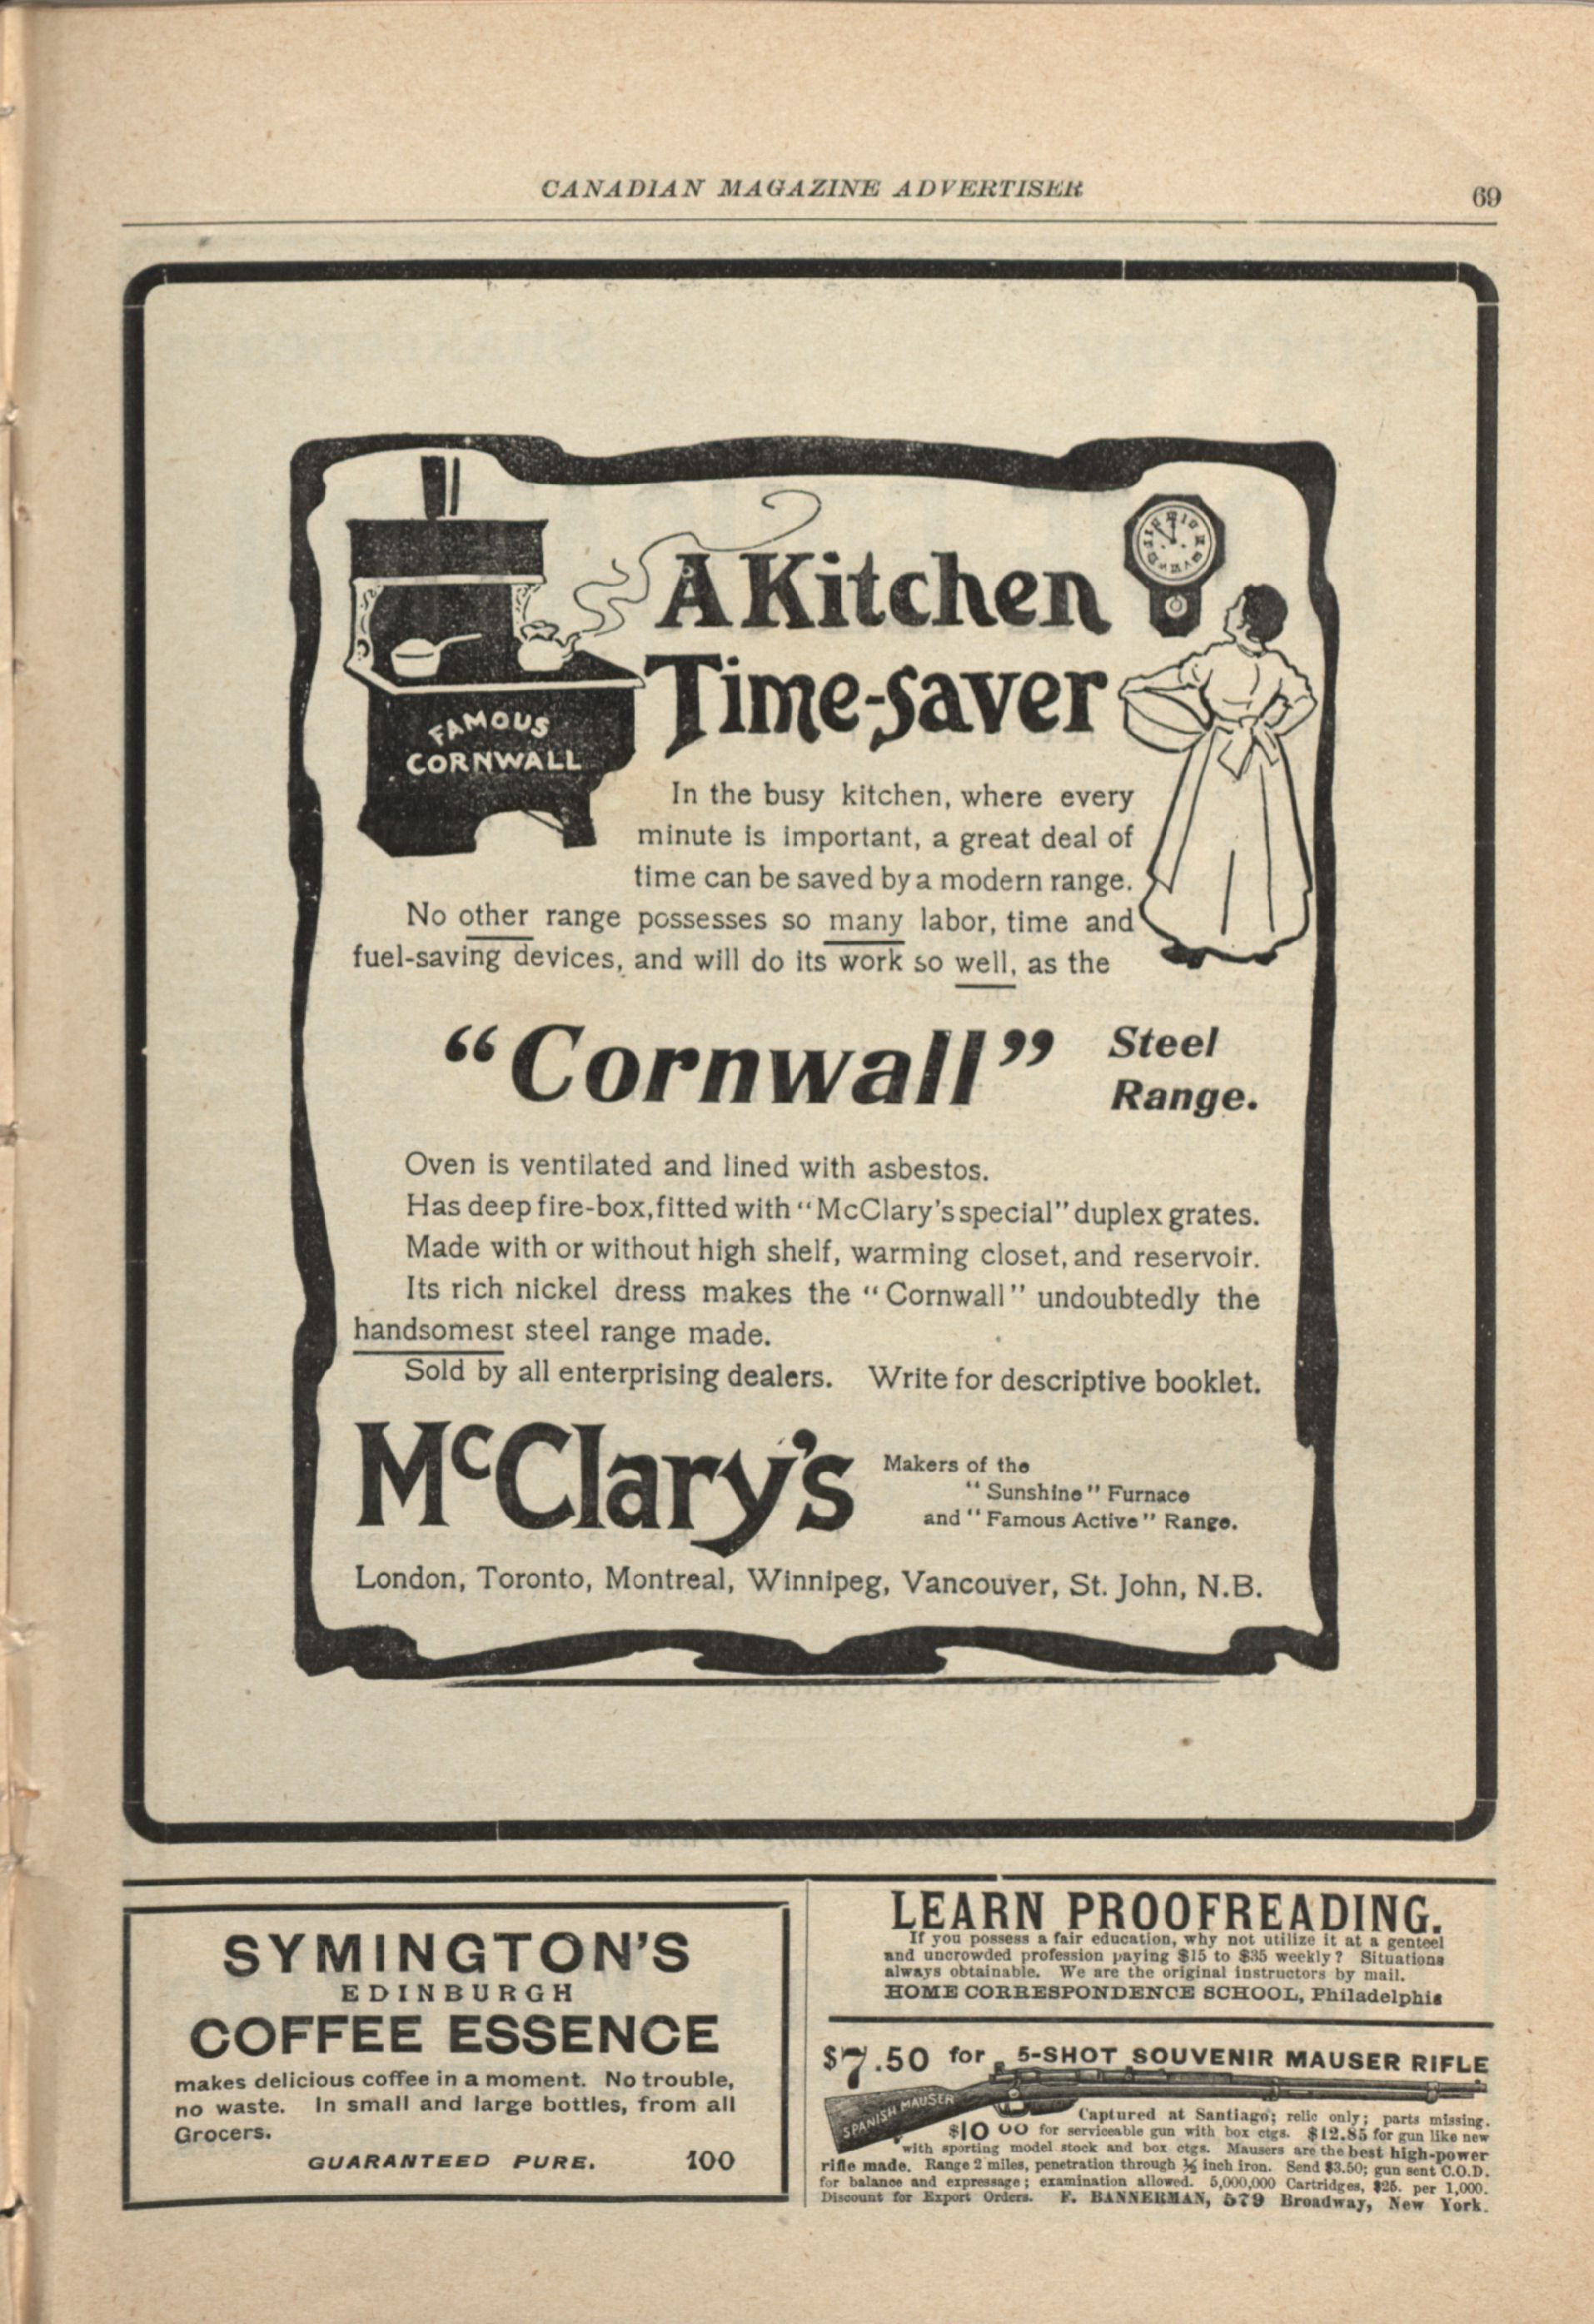 CANADIAN MAGAZINE ADVERTISER 69
FAMOUS
CORNWALL
A Kitchen
Time-saver
In the busy kitchen, where every
minute is important, a great deal of
time can be saved by a modern range.
No other range possesses so many labor, time and
fuel-saving devices, and will do its work so well, as the
"Cornwall" Steel
Range.
Oven is ventilated and lined with asbestos.
Has deep fire-box, fitted with "McClary's special" duplex grates.
Made with or without high shelf, warming closet, and reservoir.
Its rich nickel dress makes the "Cornwall" undoubtedly the
handsomest steel range made.
Sold by all enterprising dealers. Write for descriptive booklet.
McClary's
Makers of the
"Sunshine" Furnace
and "Famous Active" Range.
London, Toronto, Montreal, Winnipeg, Vancouver, St. John, N.B.
SYMINGTON'S
EDINBURGH
COFFEE ESSENCE
makes delicious coffee in a moment. No trouble,
no waste. In small and large bottles, from all
Grocers.
GUARANTEED PURE. 100
LEARN PROOFREADING.
If you possess a fair education, why not utilize it at a genteel
and uncrowded profession paying $15 to $35 weekly? Situations
always obtainable. We are the original instructors by mail.
HOME CORRESPONDENCE SCHOOL, Philadelphia
$7.50 for 5-SHOT SOUVENIR MAUSER RIFLE
SPANISH MAUSER
Captured at Santiago; relic only; parts missing.
$10 00 for serviceable gun with box ctgs. $12.85 for gun like new
with sporting model stock and box ctgs. Mausers are the best high-power
rifle made. Range 2 miles, penetration through ½ inch iron. Send $3.50; gun sent C.O.D.
for balance and expressage; examination allowed. 5,000,000 Cartridges, $25. per 1,000.
Discount for Export Orders. F. BANNERMAN, 579 Broadway, New York.